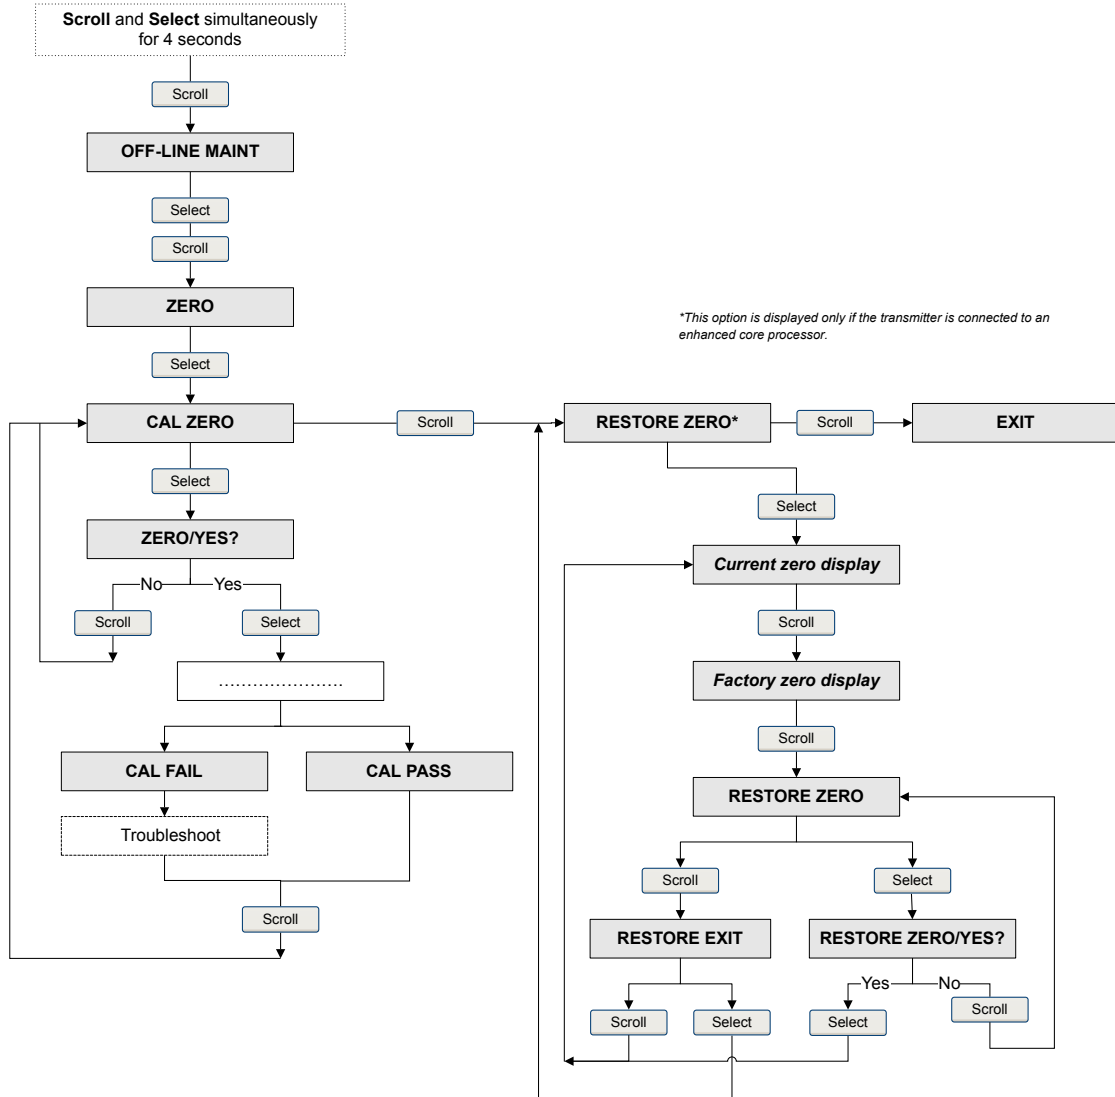 Scroll and Select simultaneously
for 4 seconds
Scroll
OFF-LINE MAINT
Select
Scroll
ZERO
*This option is displayed only if the transmitter is connected to an
enhanced core processor.
Select
CAL ZERO
Scroll
RESTORE ZERO*
Scroll
EXIT
Select
Select
ZERO/YES?
Current zero display
No
Yes
Scroll
Select
Scroll
Factory zero display
.....................
Scroll
CAL FAIL
CAL PASS
RESTORE ZERO
Troubleshoot
Scroll
Select
Scroll
RESTORE EXIT
RESTORE ZERO/YES?
Yes
No
Scroll
Select
Select
Scroll